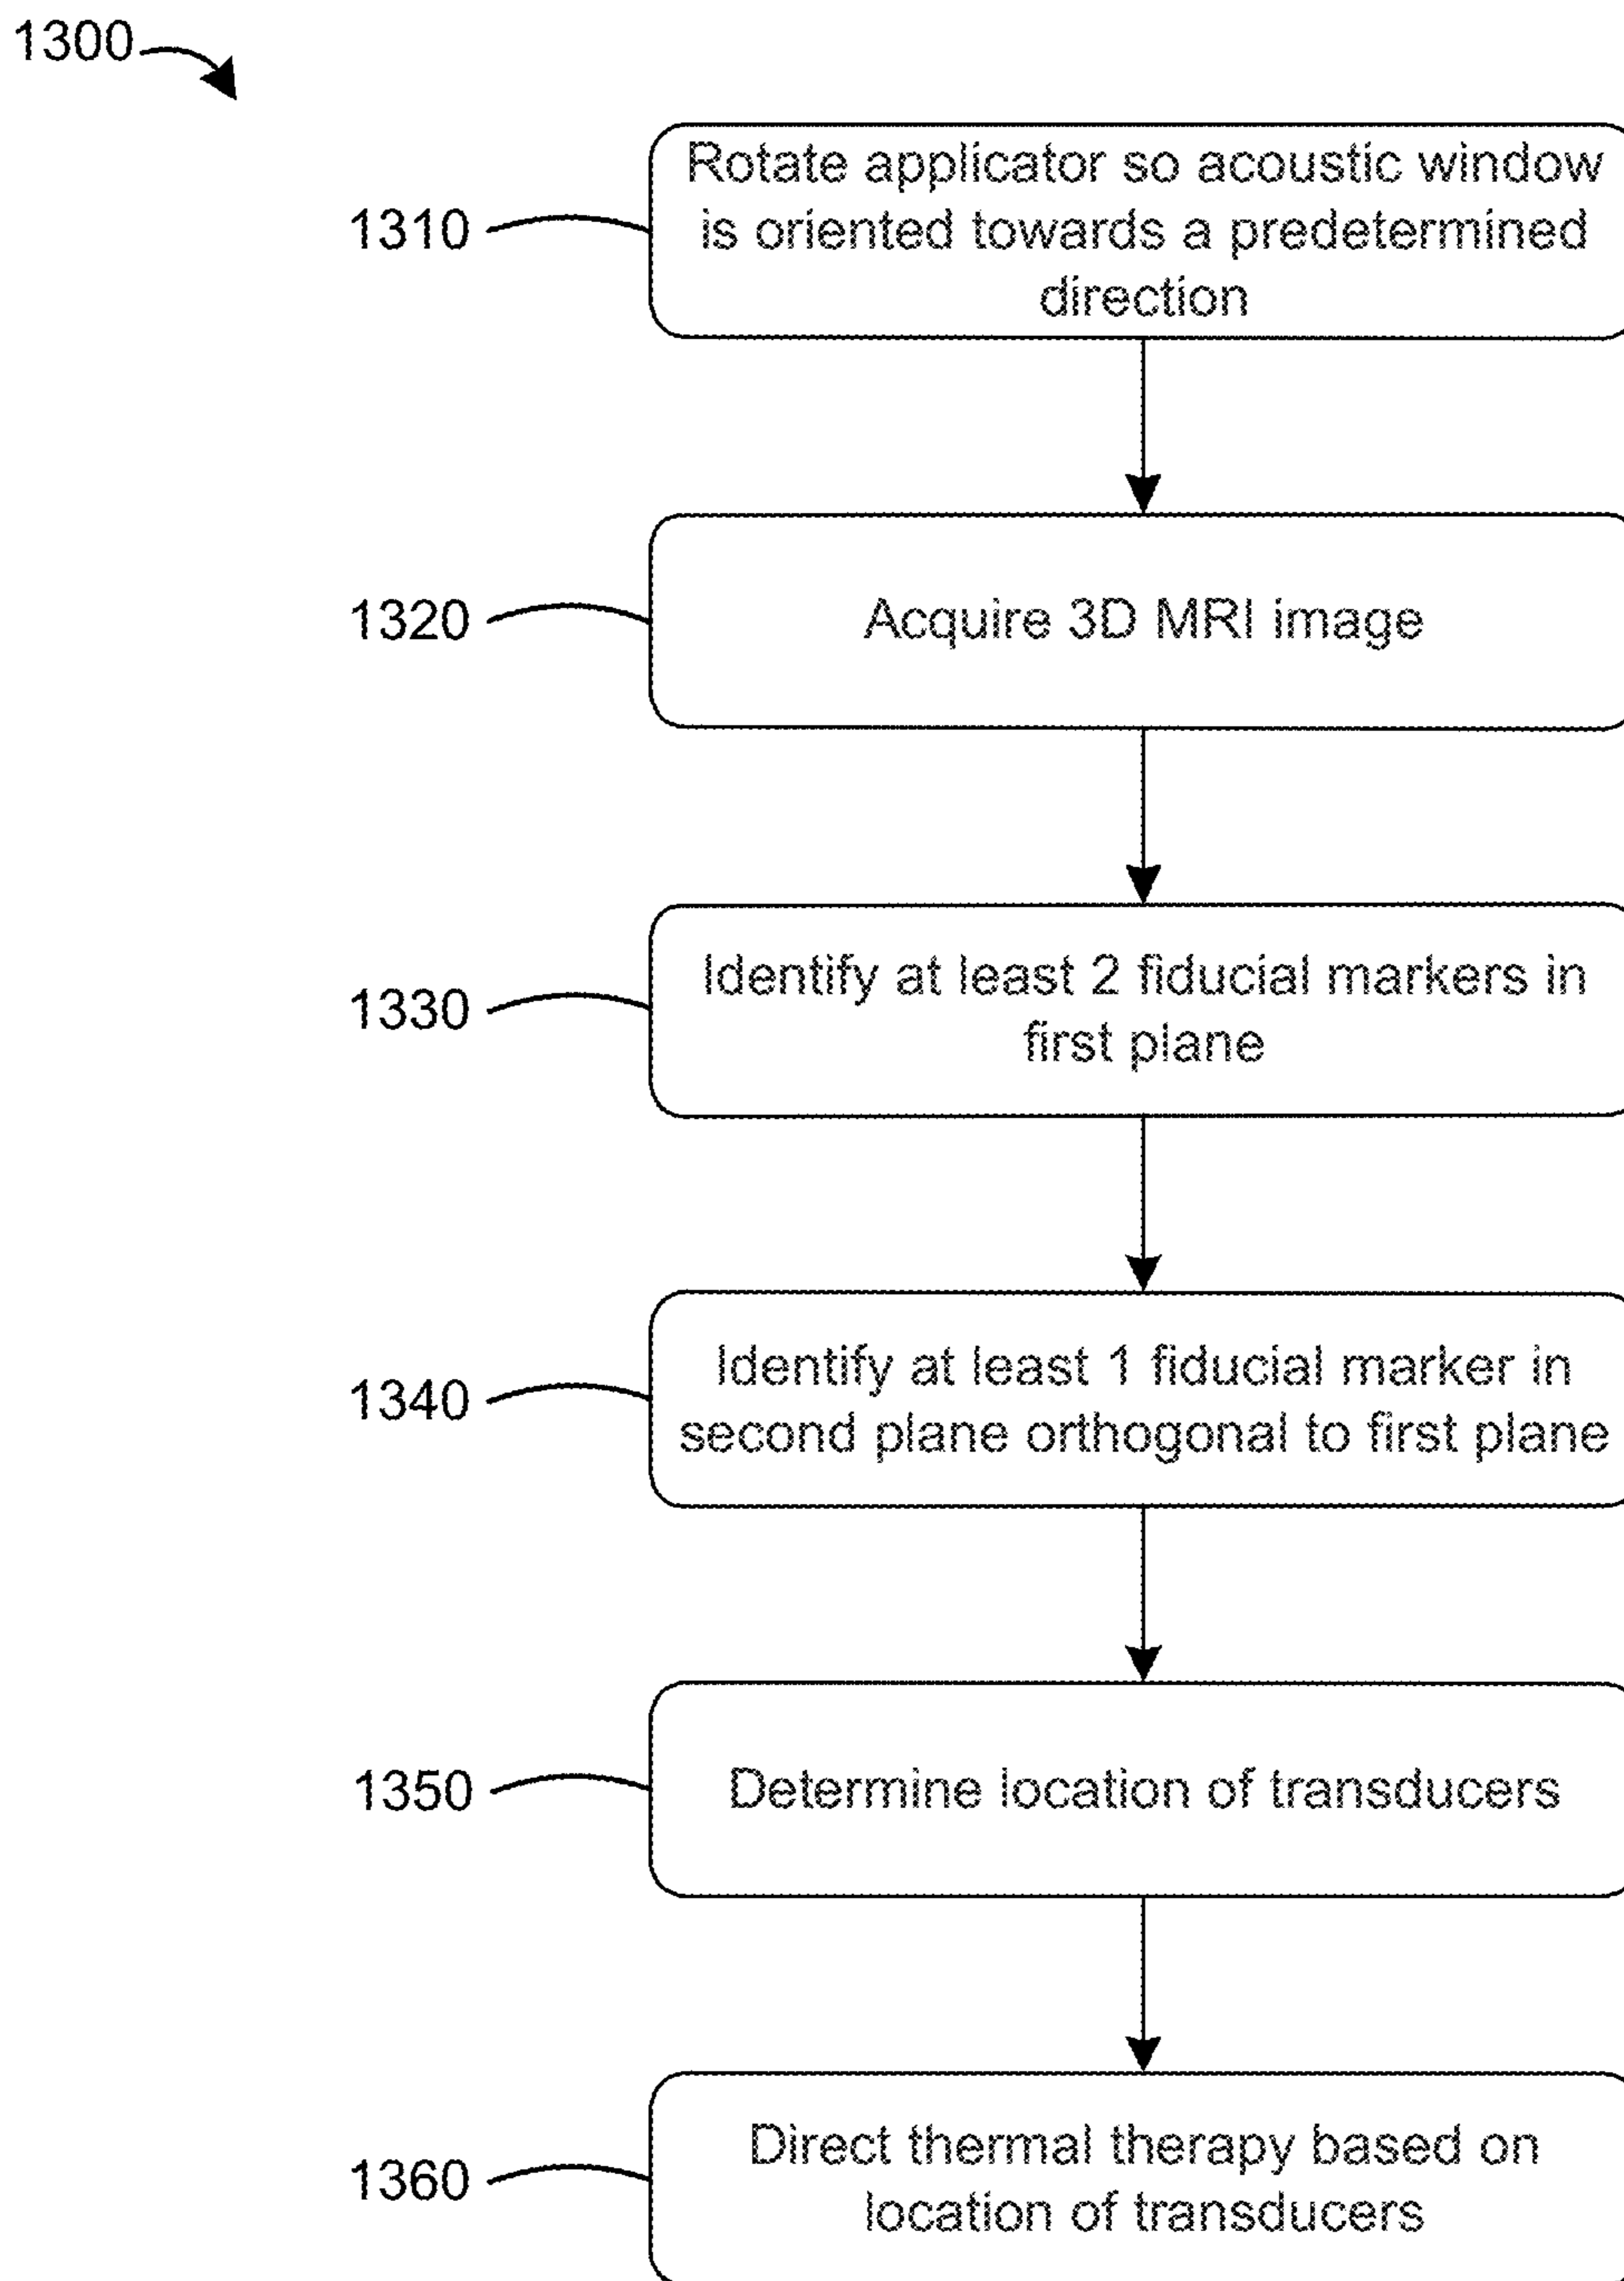 1300
1310
Rotate applicator so acoustic window
is oriented towards a predetermined
direction
1320
Acquire 3D MRI image
1330
Identify at least 2 fiducial markers in
first plane
1340
Identify at least 1 fiducial marker in
second plane orthogonal to first plane
1350
Determine location of transducers
1360
Direct thermal therapy based on
location of transducers